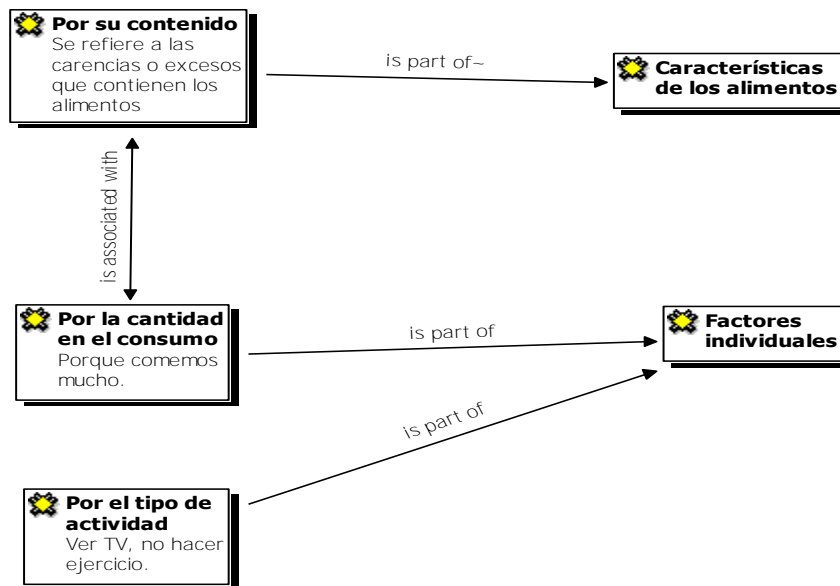 Por su contenido
Se refiere a las
carencias o excesos
que contienen los
alimentos
is part of~
Características
de los alimentos
is associated with
Por la cantidad
en el consumo
Porque comemos
mucho.
is part of
Factores
individuales
is part of
Por el tipo de
actividad
Ver TV, no hacer
ejercicio.